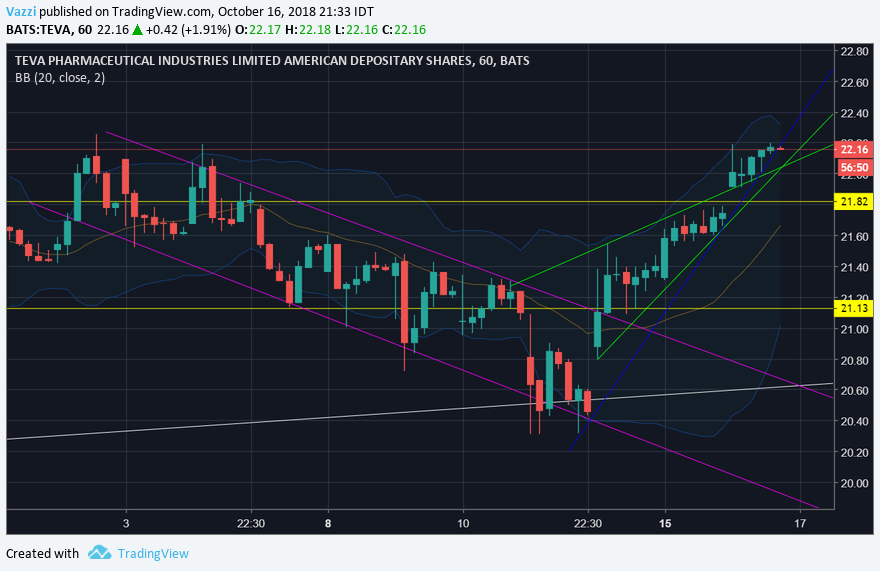 Vazzi published on TradingView.com, October 16, 2018 21:33 IDT
BATS:TEVA, 60 22.16 ▲ +0.42 (+1.91%) O:22.17 H:22.18 L:22.16 C:22.16
TEVA PHARMACEUTICAL INDUSTRIES LIMITED AMERICAN DEPOSITARY SHARES, 60, BATS
BB (20, close, 2)
22.80
22.60
22.40
22.16
56:50
22.00
21.82
21.60
21.40
21.20
21.13
21.00
20.80
20.60
20.40
20.20
20.00
3 22:30 8 10 22:30 15 17
Created with TradingView